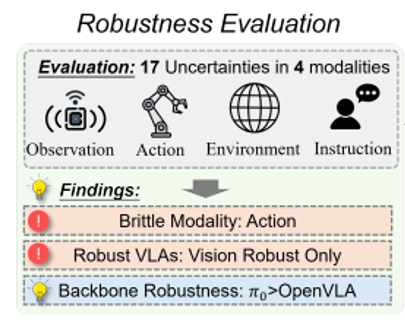 Robustness Evaluation
Evaluation: 17 Uncertainties in 4 modalities
Observation Action Environment Instruction
Findings:
Brittle Modality: Action
Robust VLAs: Vision Robust Only
Backbone Robustness: π₀>OpenVLA